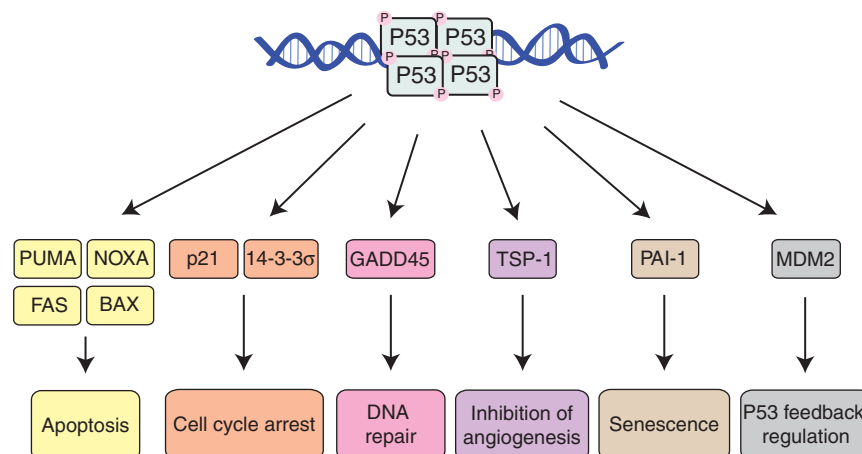 P P
P53 P53
P P P P
P53 P53
P P
PUMA NOXA p21 14-3-3σ GADD45 TSP-1 PAI-1 MDM2
FAS BAX
Apoptosis
Cell cycle arrest
DNA
repair
Inhibition of
angiogenesis
Senescence
P53 feedback
regulation